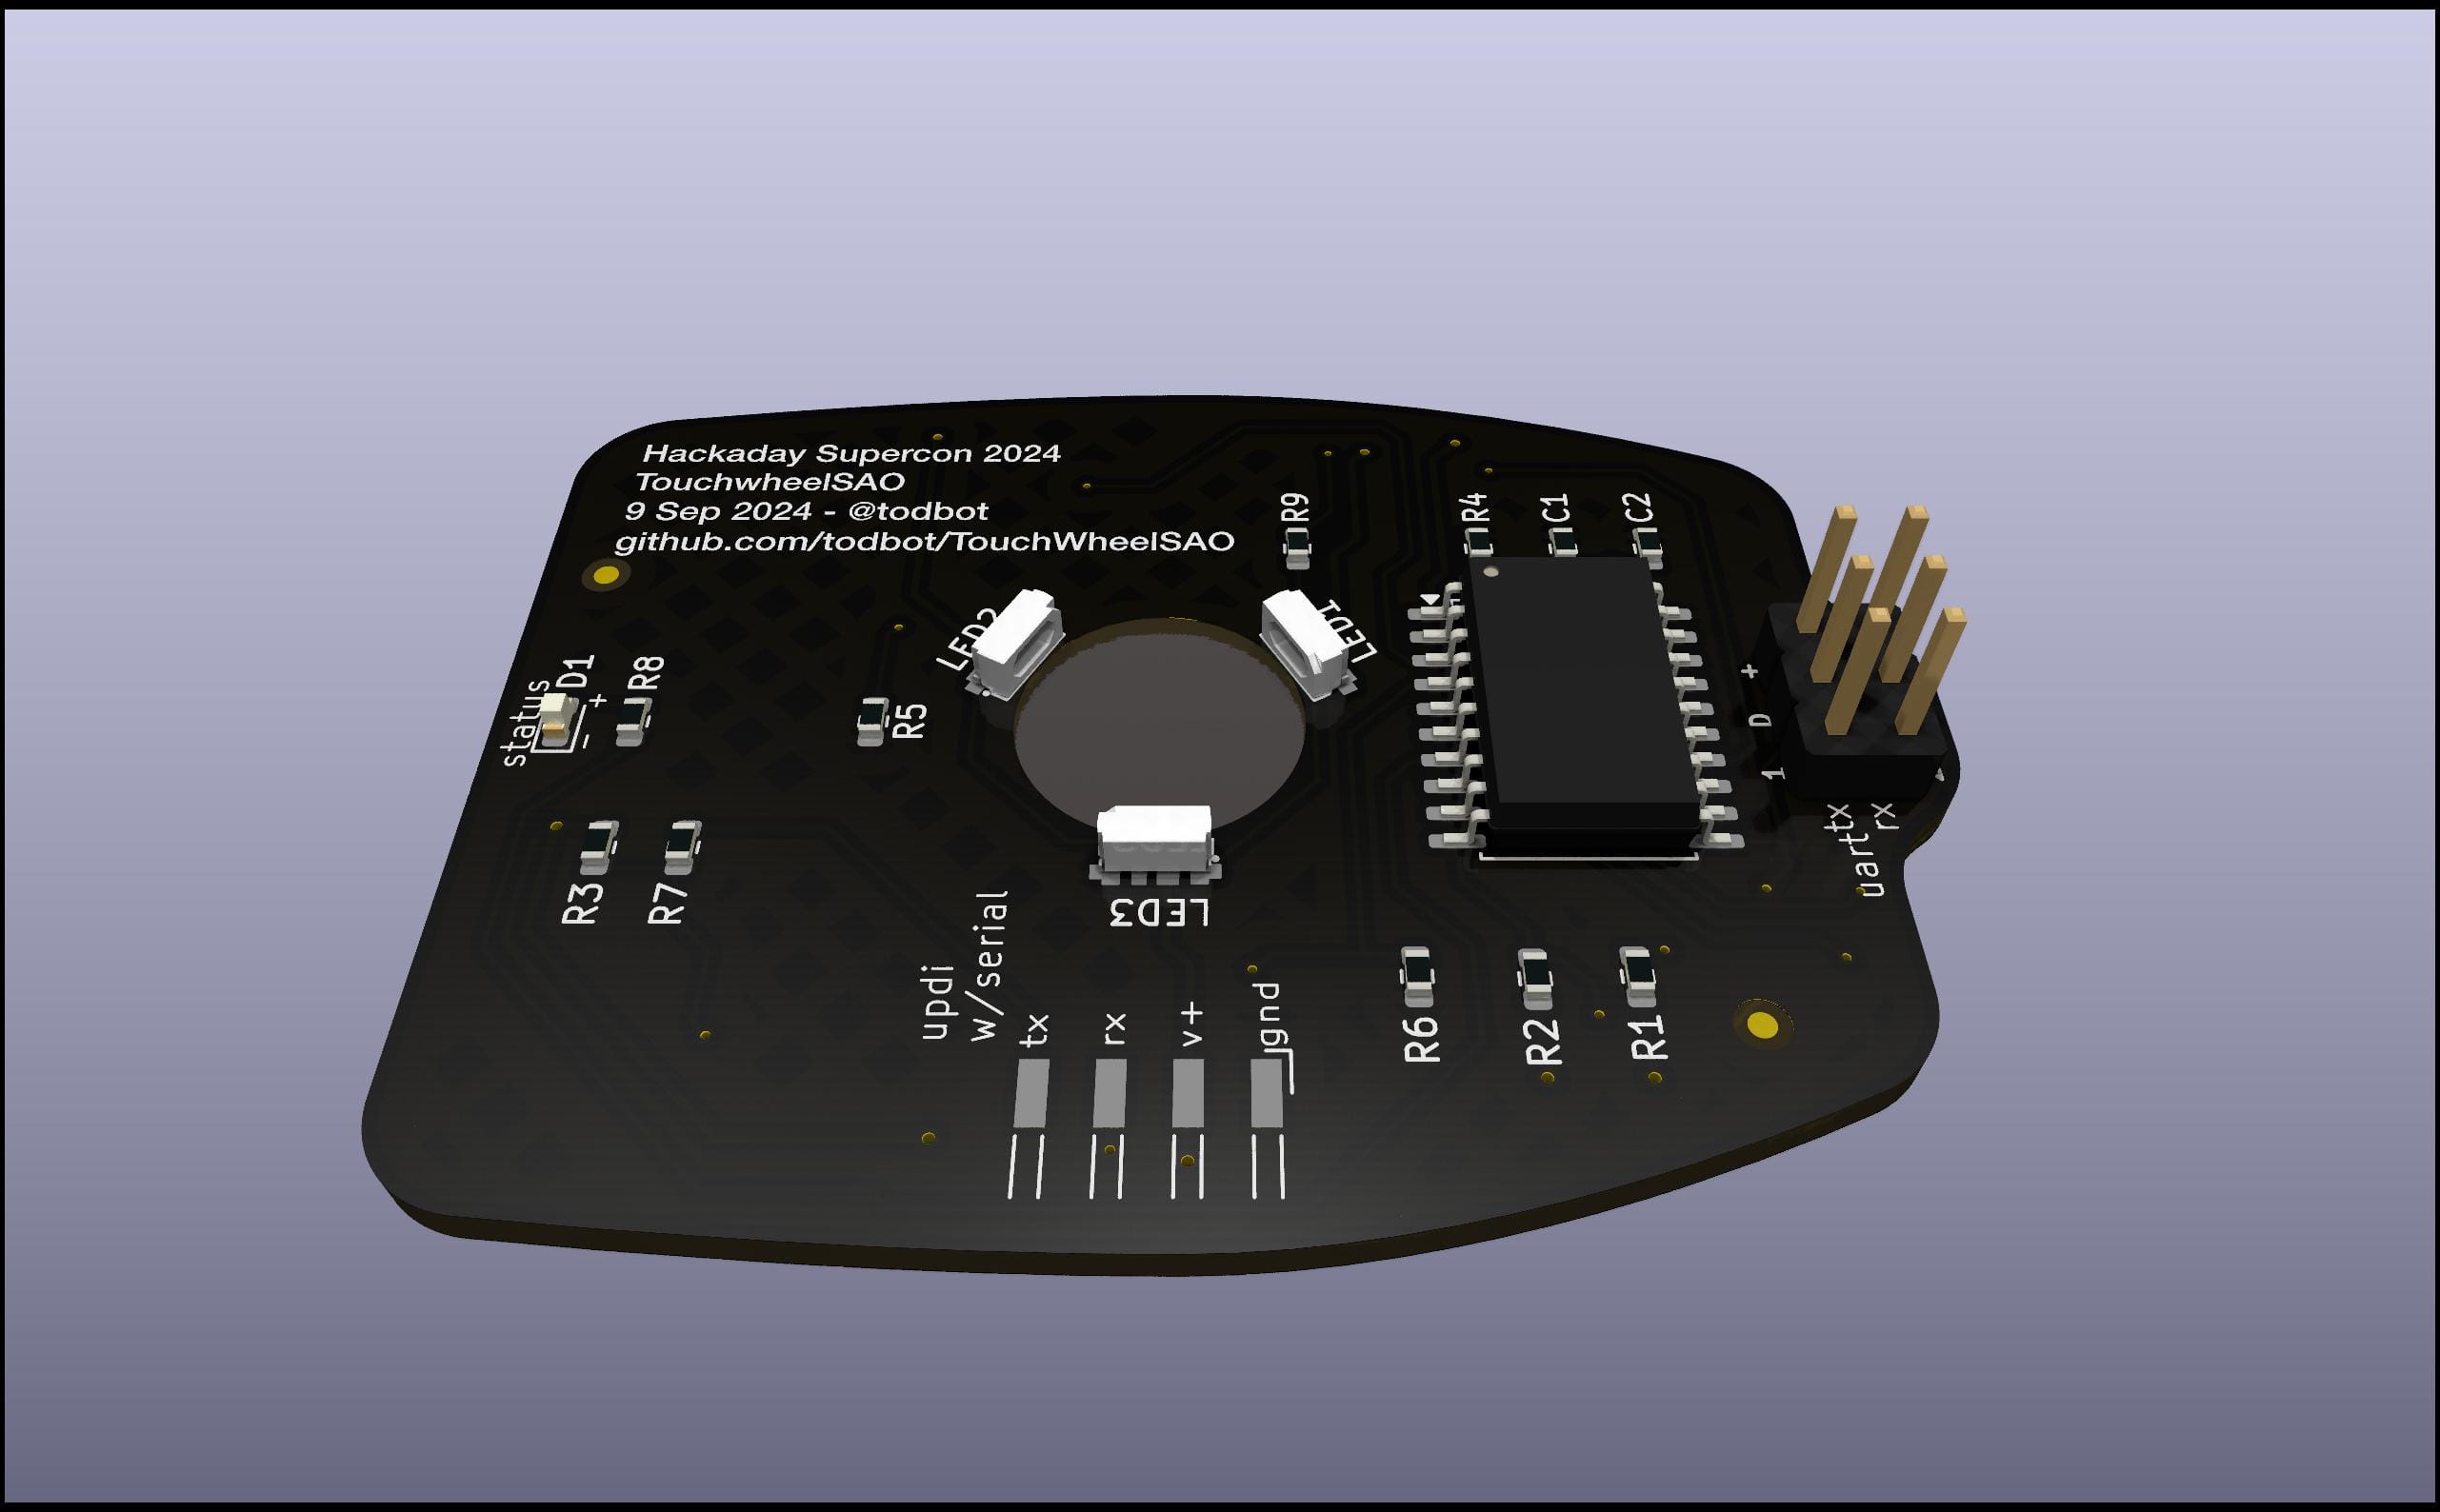 Hackaday Supercon 2024
TouchwheelSAO
9 Sep 2024 - @todbot
github.com/todbot/TouchWheelSAO
R9
R4
C1
C2
LED2
LED1
status
D1
+
-
R8
R5
+
D
1
tx
rx
uart
R3
R7
LED3
updi
w/serial
tx
rx
v+
gnd
R6
R2
R1